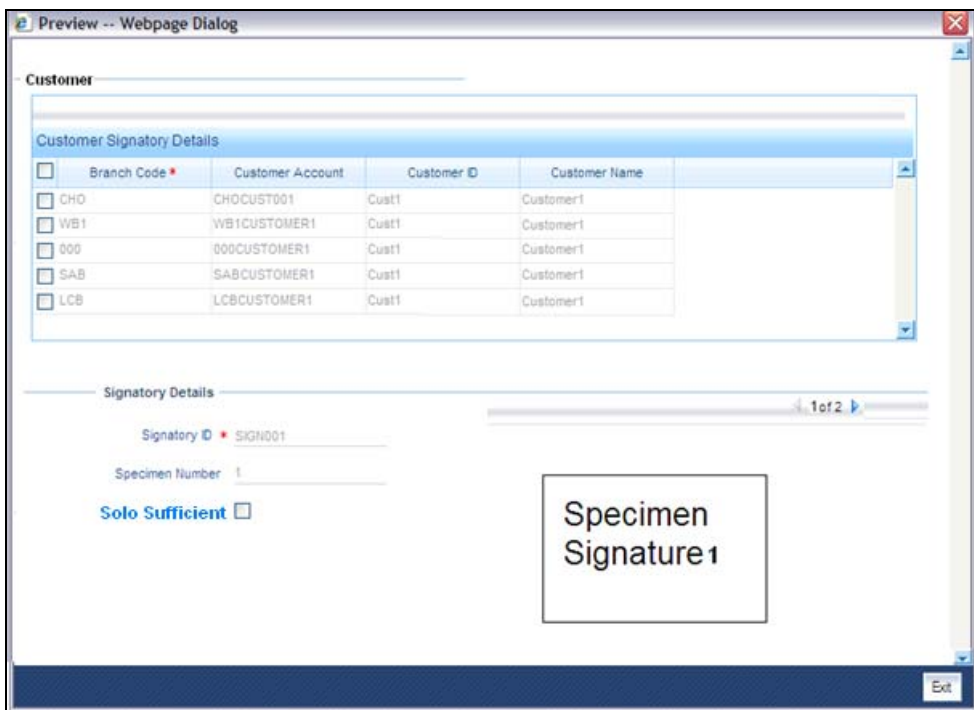 Preview -- Webpage Dialog
Customer
Customer Signatory Details
Branch Code * Customer Account Customer ID Customer Name
CHO CHOCUST001 Cust1 Customer1
WB1 WB1CUSTOMER1 Cust1 Customer1
000 000CUSTOMER1 Cust1 Customer1
SAB SABCUSTOMER1 Cust1 Customer1
LCB LCBCUSTOMER1 Cust1 Customer1
Signatory Details
1 of 2
Signatory ID * SIGN001
Specimen Number 1
Solo Sufficient
Specimen
Signature1
Exit